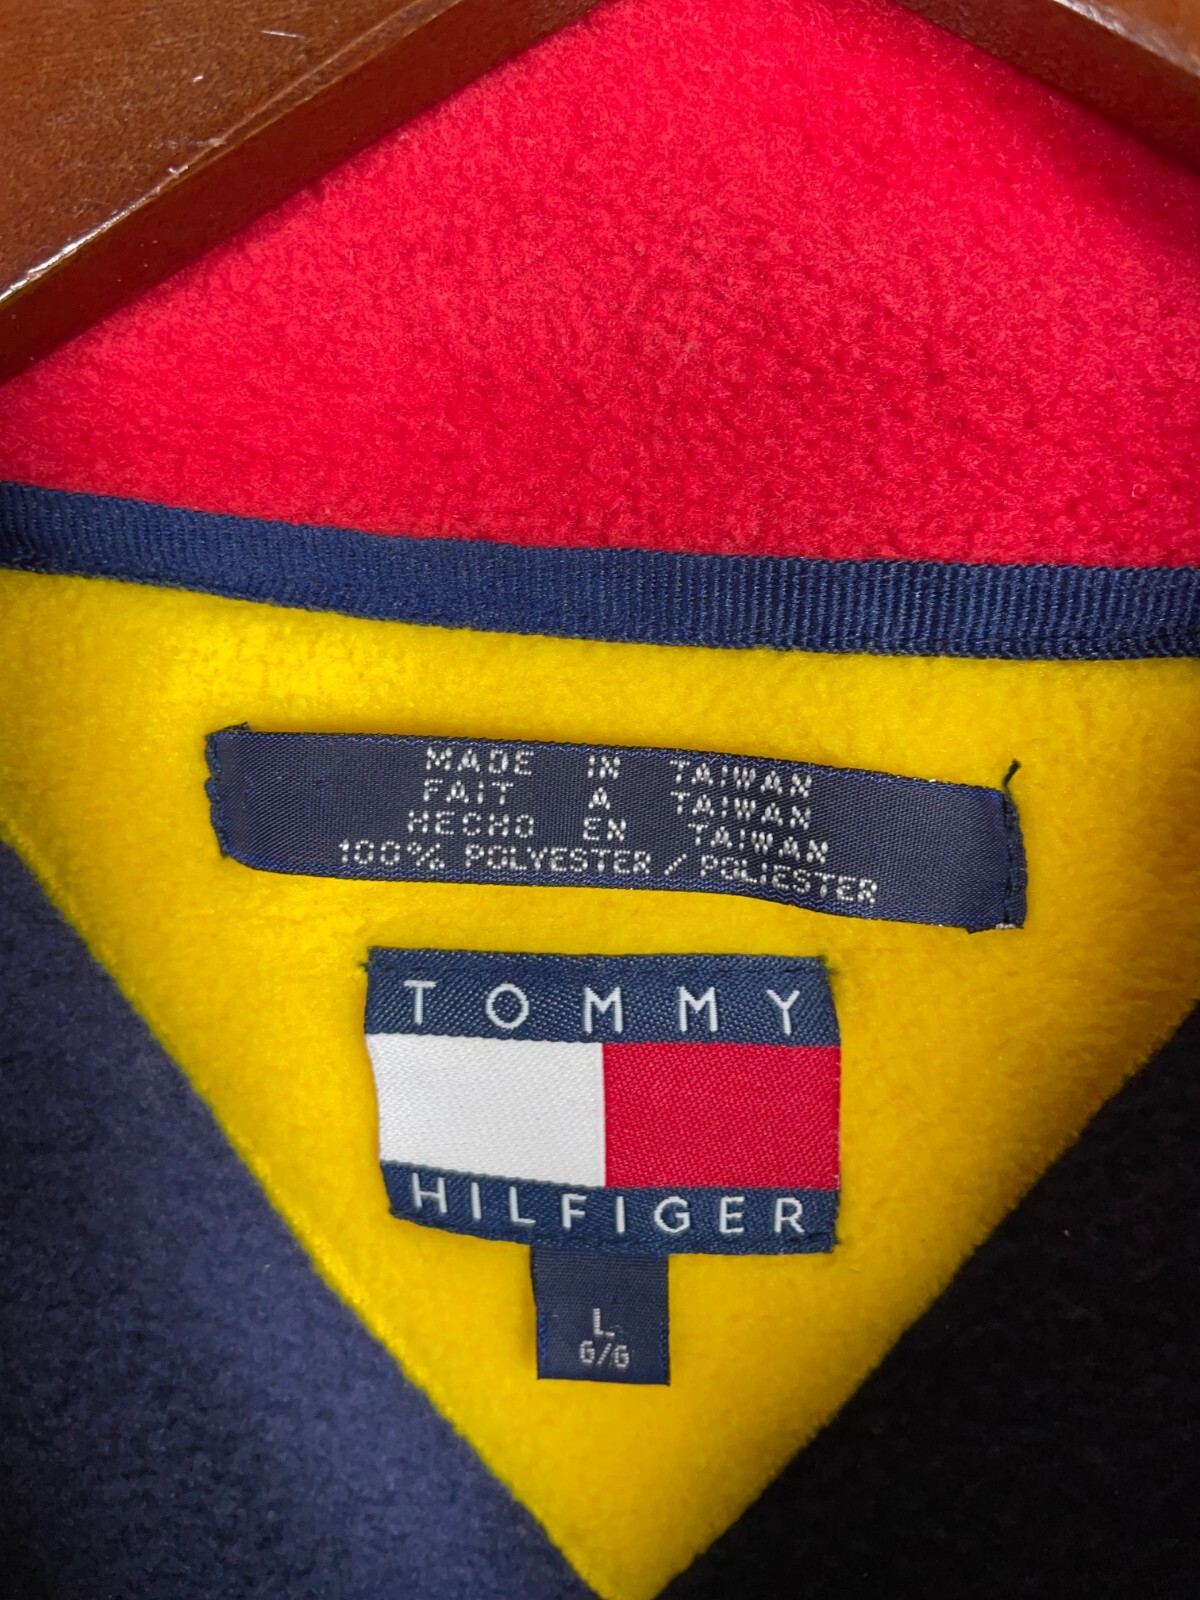 MADE IN TAIWAN
FAIT A TAIWAN
HECHO EN TAIWAN
100% POLYESTER / POLIESTER
TOMMY
HILFIGER
L
G/G